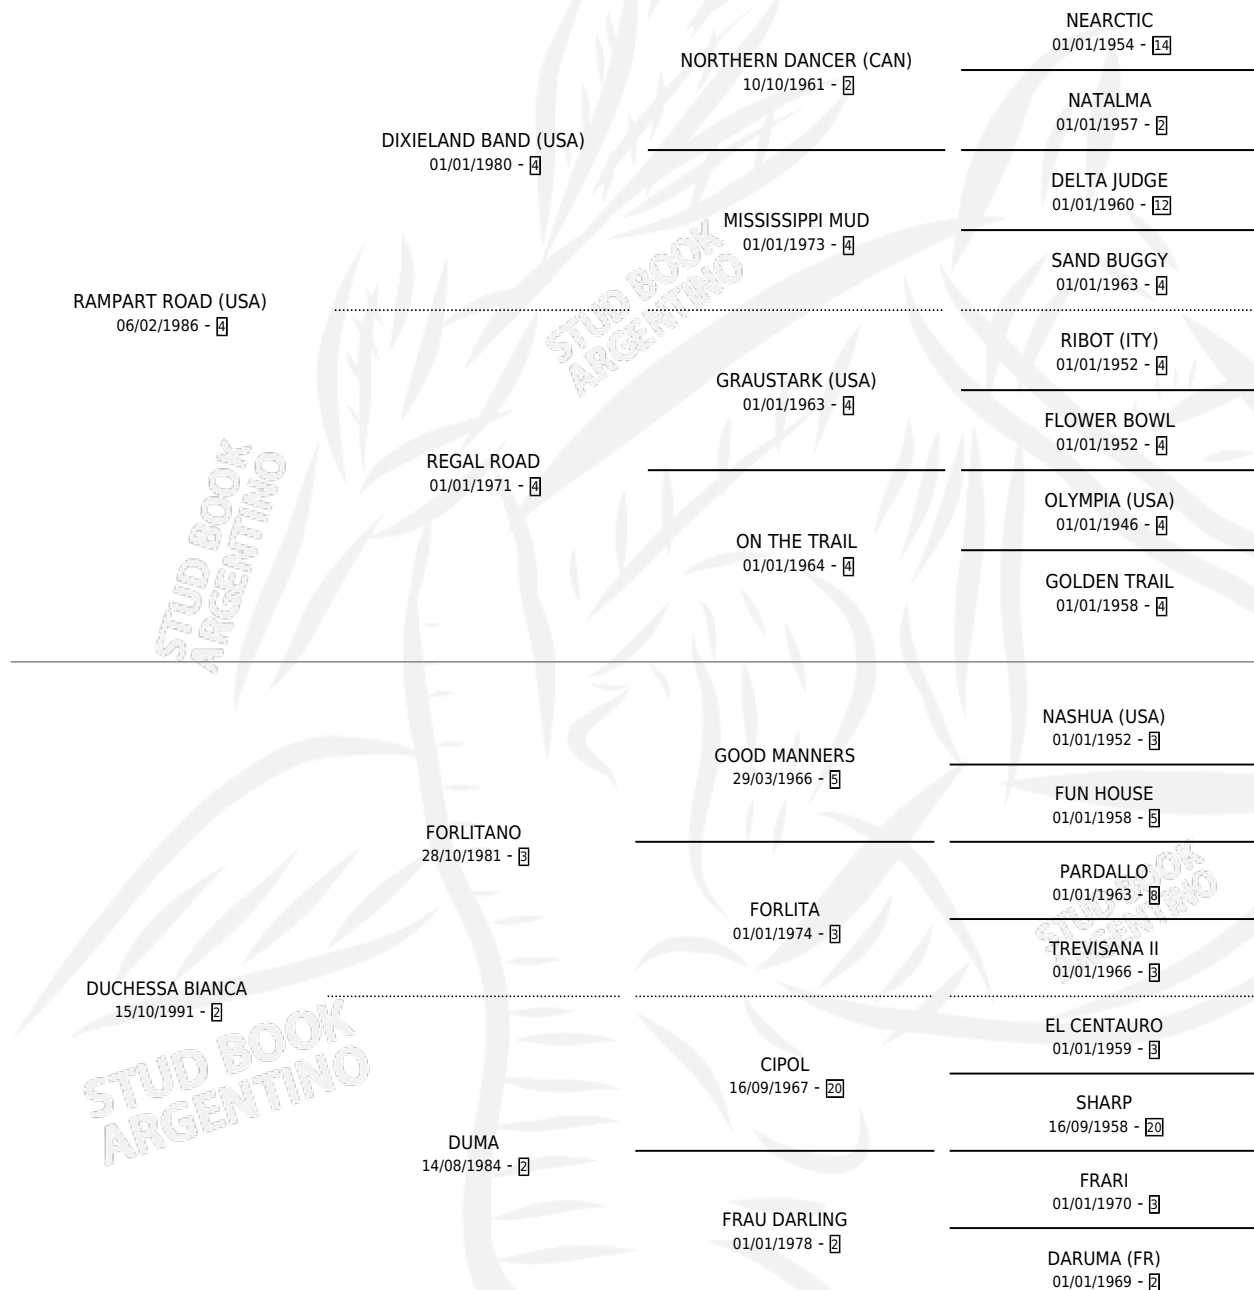 NEARCTIC
01/01/1954 - 14
NORTHERN DANCER (CAN)
10/10/1961 - 2
NATALMA
01/01/1957 - 2
DIXIELAND BAND (USA)
01/01/1980 - 4
DELTA JUDGE
01/01/1960 - 12
MISSISSIPPI MUD
01/01/1973 - 4
SAND BUGGY
01/01/1963 - 4
RAMPART ROAD (USA)
06/02/1986 - 4
RIBOT (ITY)
01/01/1952 - 4
GRAUSTARK (USA)
01/01/1963 - 4
FLOWER BOWL
01/01/1952 - 4
REGAL ROAD
01/01/1971 - 4
OLYMPIA (USA)
01/01/1946 - 4
ON THE TRAIL
01/01/1964 - 4
GOLDEN TRAIL
01/01/1958 - 4
NASHUA (USA)
01/01/1952 - 3
GOOD MANNERS
29/03/1966 - 5
FUN HOUSE
01/01/1958 - 5
FORLITANO
28/10/1981 - 3
PARDALLO
01/01/1963 - 8
FORLITA
01/01/1974 - 3
TREVISANA II
01/01/1966 - 3
DUCHESSA BIANCA
15/10/1991 - 2
EL CENTAURO
01/01/1959 - 3
CIPOL
16/09/1967 - 20
SHARP
16/09/1958 - 20
DUMA
14/08/1984 - 2
FRARI
01/01/1970 - 3
FRAU DARLING
01/01/1978 - 2
DARUMA (FR)
01/01/1969 - 2
STUD BOOK
ARGENTINO
STUD BOOK
ARGENTINO
STUD BOOK
ARGENTINO
STUD BOOK
ARGENTINO